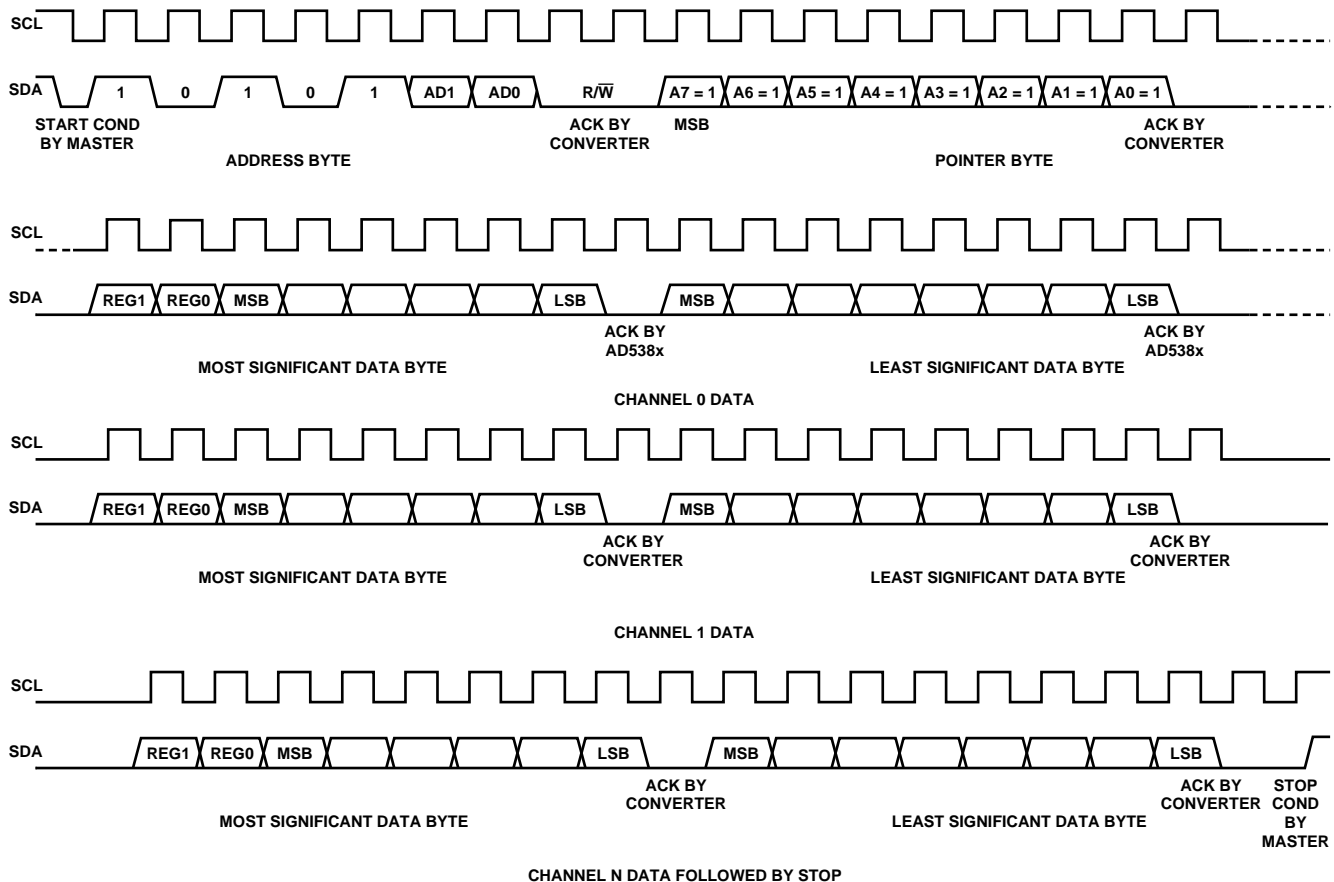 SCL
SDA 1 0 1 0 1 AD1 AD0 R/W̅ A7 = 1 A6 = 1 A5 = 1 A4 = 1 A3 = 1 A2 = 1 A1 = 1 A0 = 1
START COND BY MASTER ACK BY CONVERTER MSB ACK BY CONVERTER
ADDRESS BYTE POINTER BYTE
SCL
SDA REG1 REG0 MSB LSB MSB LSB
ACK BY AD538x ACK BY AD538x
MOST SIGNIFICANT DATA BYTE LEAST SIGNIFICANT DATA BYTE
CHANNEL 0 DATA
SCL
SDA REG1 REG0 MSB LSB MSB LSB
ACK BY CONVERTER ACK BY CONVERTER
MOST SIGNIFICANT DATA BYTE LEAST SIGNIFICANT DATA BYTE
CHANNEL 1 DATA
SCL
SDA REG1 REG0 MSB LSB MSB LSB
ACK BY CONVERTER ACK BY CONVERTER STOP COND BY MASTER
MOST SIGNIFICANT DATA BYTE LEAST SIGNIFICANT DATA BYTE
CHANNEL N DATA FOLLOWED BY STOP